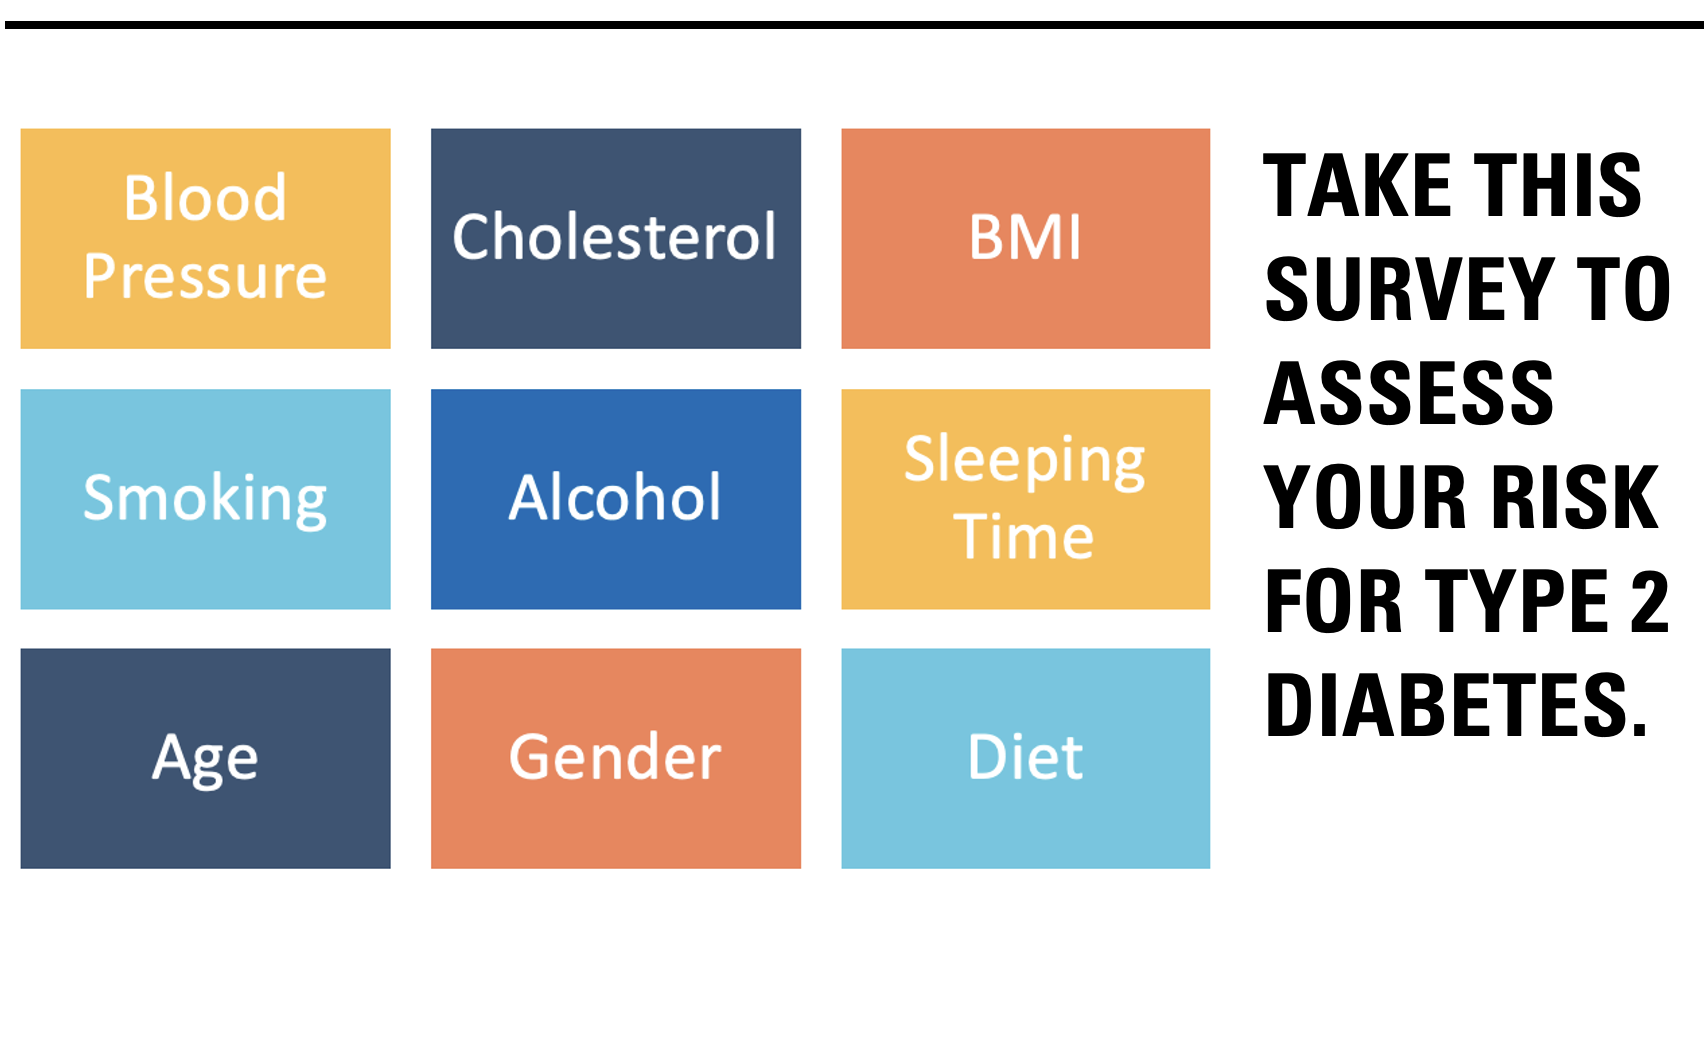 Blood
Pressure
Cholesterol
BMI
Smoking
Alcohol
Sleeping
Time
Age
Gender
Diet
TAKE THIS
SURVEY TO
ASSESS
YOUR RISK
FOR TYPE 2
DIABETES.